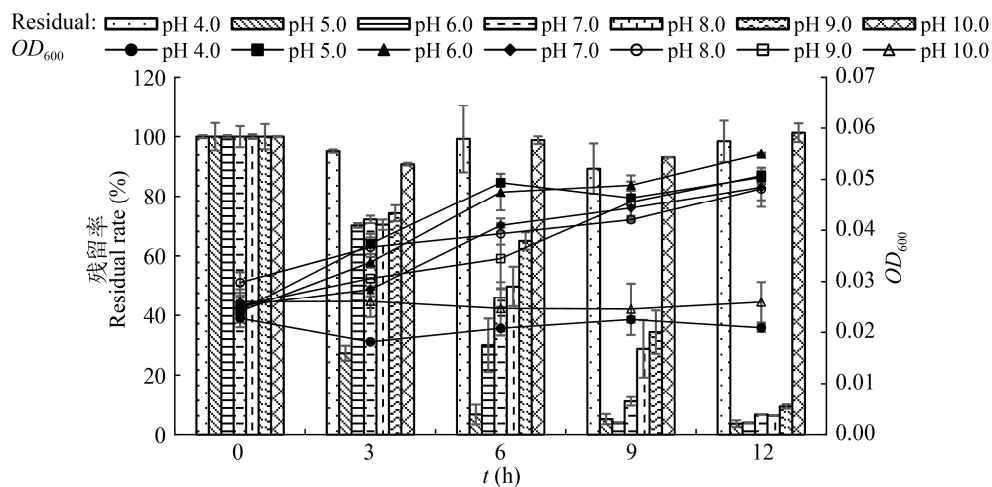 Residual: pH 4.0 pH 5.0 pH 6.0 pH 7.0 pH 8.0 pH 9.0 pH 10.0
OD600 pH 4.0 pH 5.0 pH 6.0 pH 7.0 pH 8.0 pH 9.0 pH 10.0
残留率
Residual rate (%)
120
100
80
60
40
20
0
0.07
0.06
0.05
0.04
0.03
0.02
0.01
0.00
OD600
0 3 6 9 12
t (h)